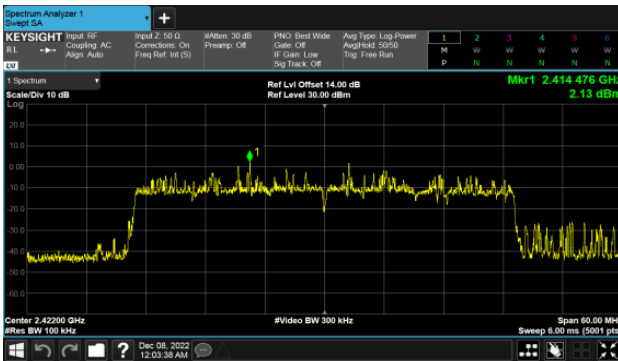 Spectrum Analyzer 1
Swept SA
KEYSIGHT Input: RF Input Z: 50 Ω #Atten: 30 dB PNO: Best Wide Avg Type: Log-Power 1 2 3 4 5 6
RL Coupling: AC Corrections: On Preamp: Off Gate: Off Avg|Hold: 50/50 M W W W W W
Align: Auto Freq Ref: Int (S) IF Gain: Low Trig: Free Run P N N N N N
LXI Sig Track: Off
1 Spectrum Ref Lvl Offset 14.00 dB Mkr1 2.414 476 GHz
Scale/Div 10 dB Ref Level 30.00 dBm 2.13 dBm
Log
20.0
10.0
1
0.00
-10.0
-20.0
-30.0
-40.0
-50.0
-60.0
Center 2.42200 GHz #Video BW 300 kHz Span 60.00 MH
#Res BW 100 kHz Sweep 6.00 ms (5001 pts
? Dec 08, 2022
12:03:38 AM